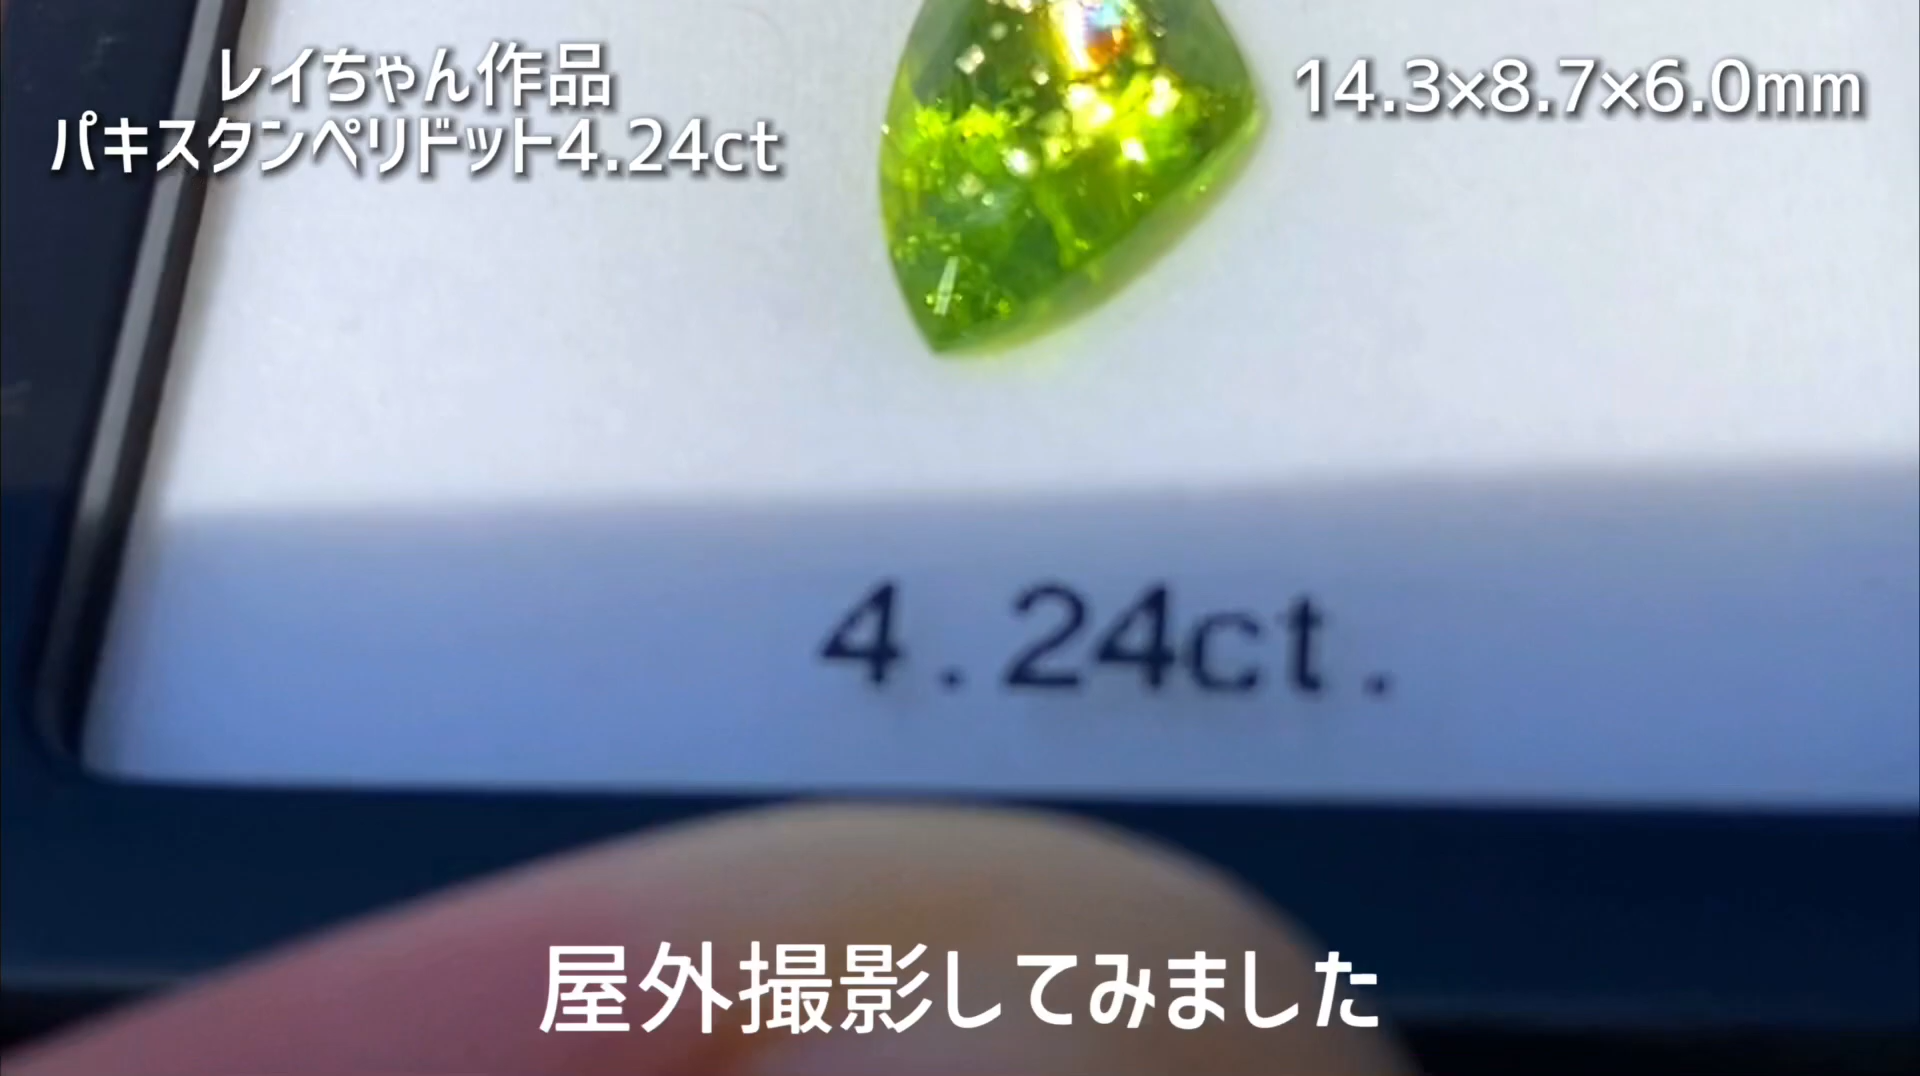 レイちゃん作品
パキスタンペリドット4.24ct
14.3×8.7×6.0mm
4.24ct.
屋外撮影してみました